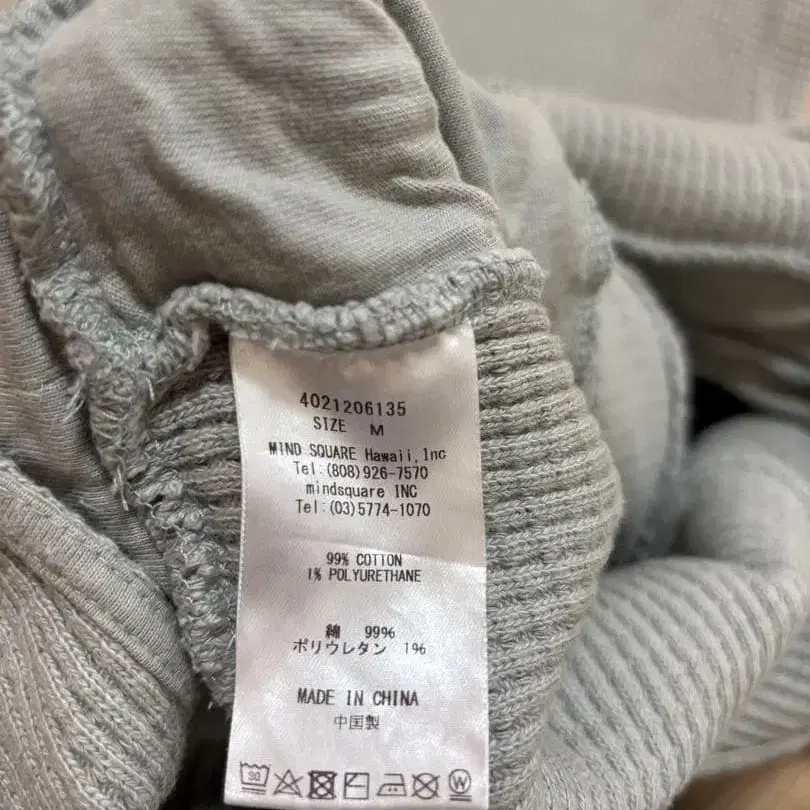 4021206135
SIZE M
MIND SQUARE Hawaii,Inc
Tel:(808)926-7570
mindsquare INC
Tel:(03)5774-1070
99% COTTON
1% POLYURETHANE
綿 99%
ポリウレタン 1%
MADE IN CHINA
中国製
30 W